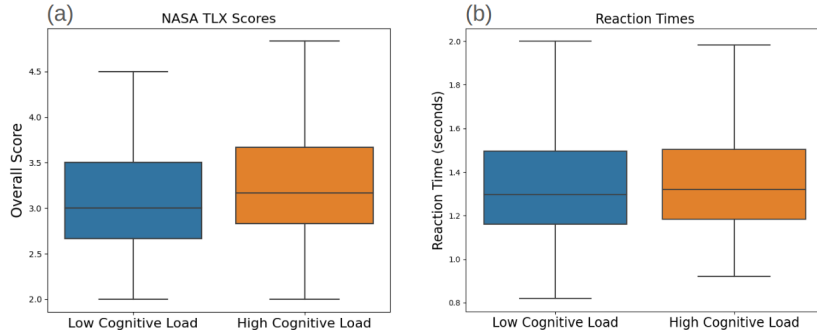 (a)
NASA TLX Scores
Overall Score
4.5
4.0
3.5
3.0
2.5
2.0
Low Cognitive Load
High Cognitive Load
(b)
Reaction Times
Reaction Time (seconds)
2.0
1.8
1.6
1.4
1.2
1.0
0.8
Low Cognitive Load
High Cognitive Load